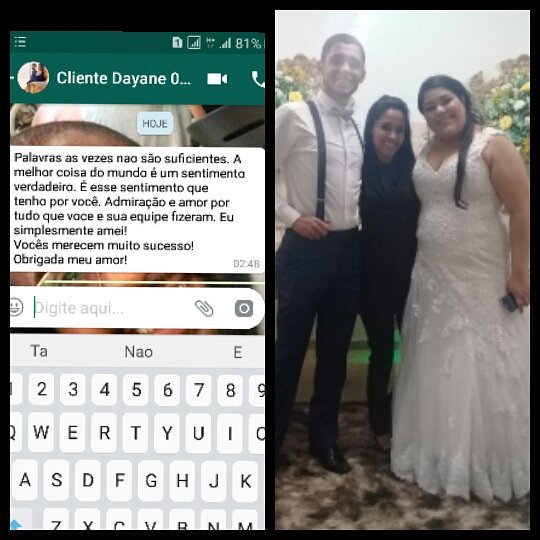 81%
Cliente Dayane 0...
HOJE
Palavras as vezes nao são suficientes. A
melhor coisa do mundo é um sentimento
verdadeiro. É esse sentimento que
tenho por você. Admiração e amor por
tudo que voce e sua equipe fizeram. Eu
simplesmente amei!
Vocês merecem muito sucesso!
Obrigada meu amor!
02:48
Digite aqui...
Ta Nao E
1 2 3 4 5 6 7 8 9
Q W E R T Y U I O
A S D F G H J K
Z X C V B N M